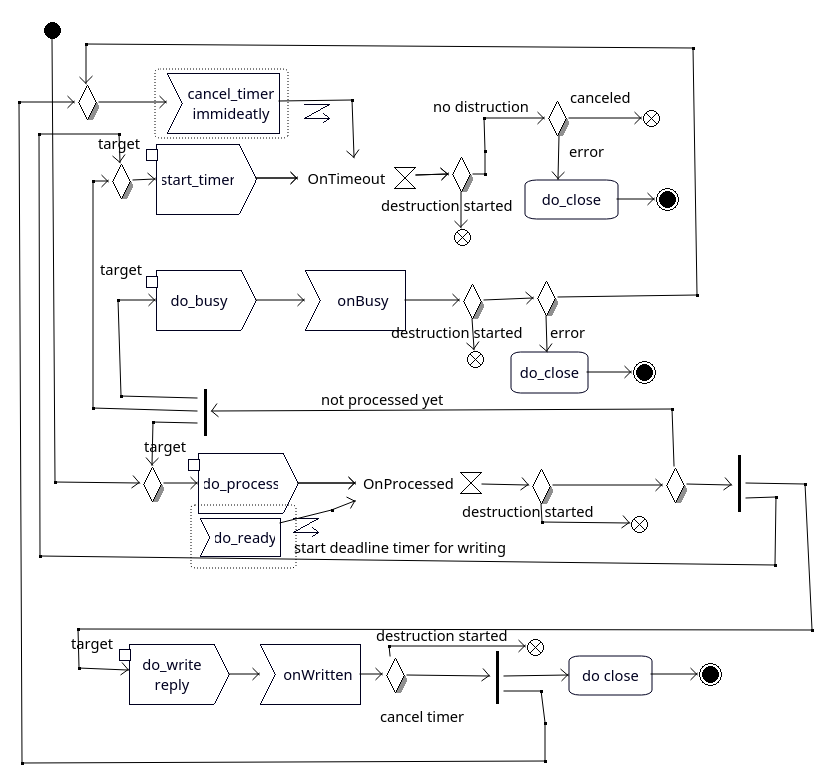 cancel_timer
immideatly
no distruction
canceled
target
error
start_timer
OnTimeout
do_close
destruction started
target
do_busy
onBusy
destruction started
error
do_close
not processed yet
target
do_process
OnProcessed
destruction started
do_ready
start deadline timer for writing
destruction started
target
do_write
reply
onWritten
do close
cancel timer